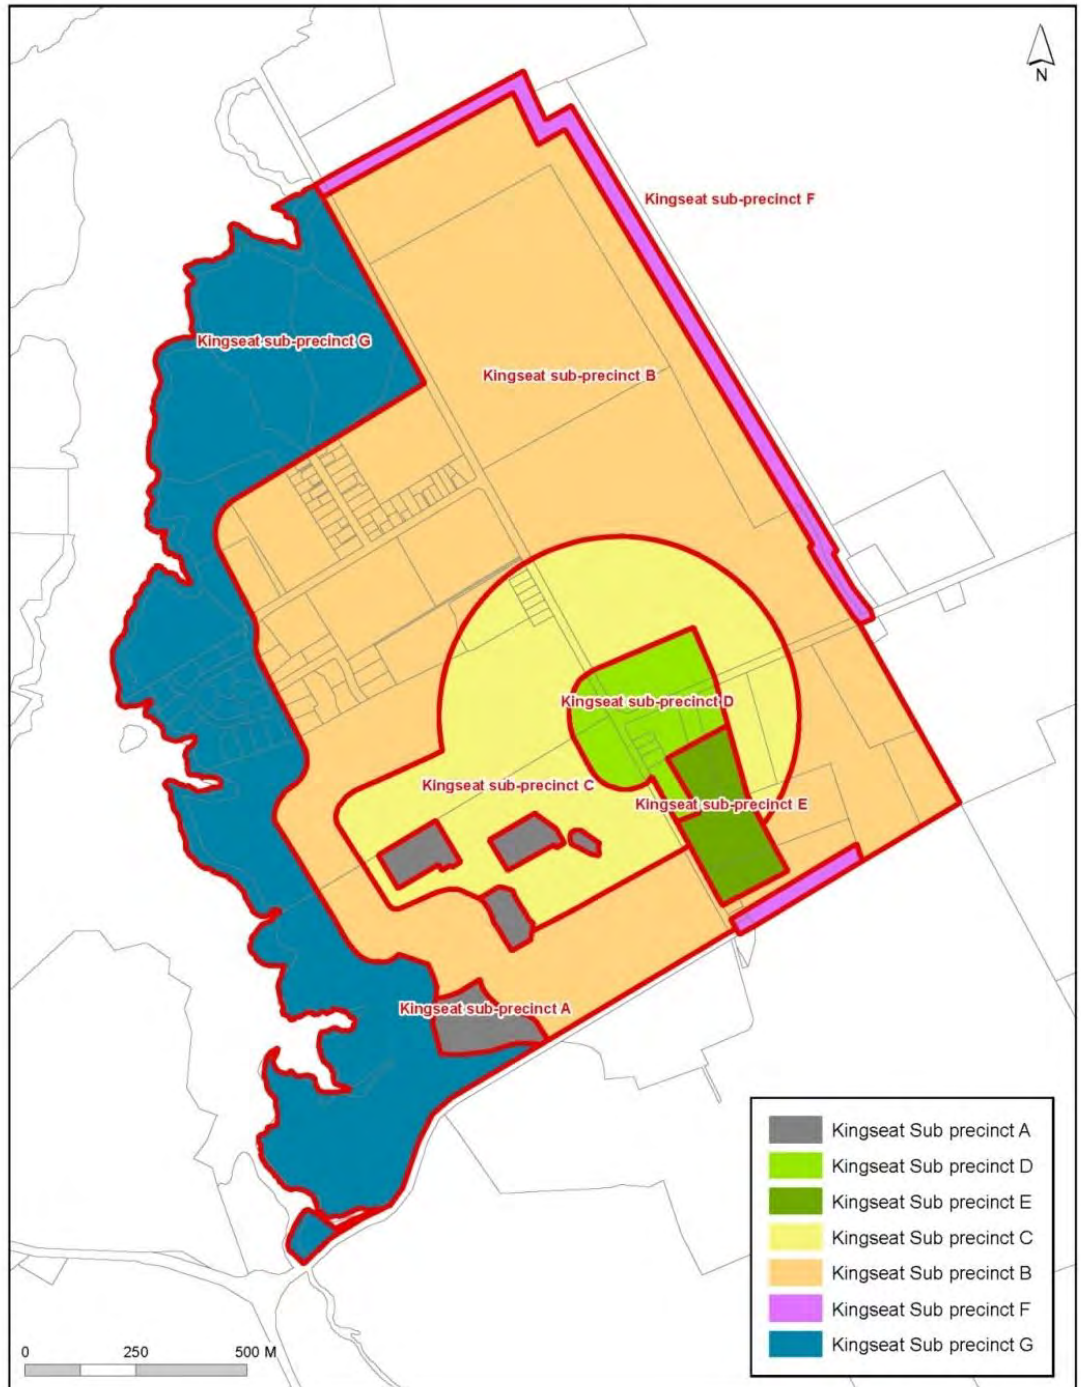 N
Kingseat sub-precinct F
Kingseat sub-precinct G
Kingseat sub-precinct B
Kingseat sub-precinct D
Kingseat sub-precinct C
Kingseat sub-precinct E
Kingseat sub-precinct A
Kingseat Sub precinct A
Kingseat Sub precinct D
Kingseat Sub precinct E
Kingseat Sub precinct C
Kingseat Sub precinct B
Kingseat Sub precinct F
Kingseat Sub precinct G
0 250 500 M